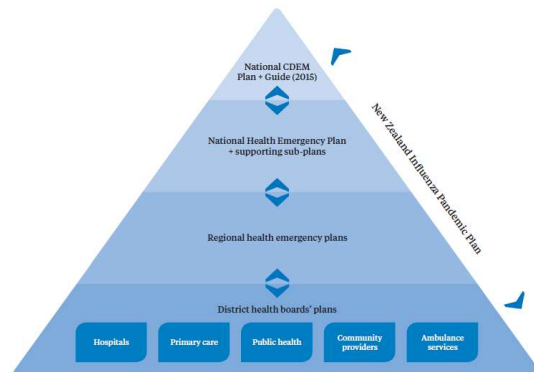 National CDEM
Plan + Guide (2015)
National Health Emergency Plan
+ supporting sub-plans
New Zealand Influenza Pandemic Plan
Regional health emergency plans
District health boards' plans
Hospitals
Primary care
Public health
Community
providers
Ambulance
services